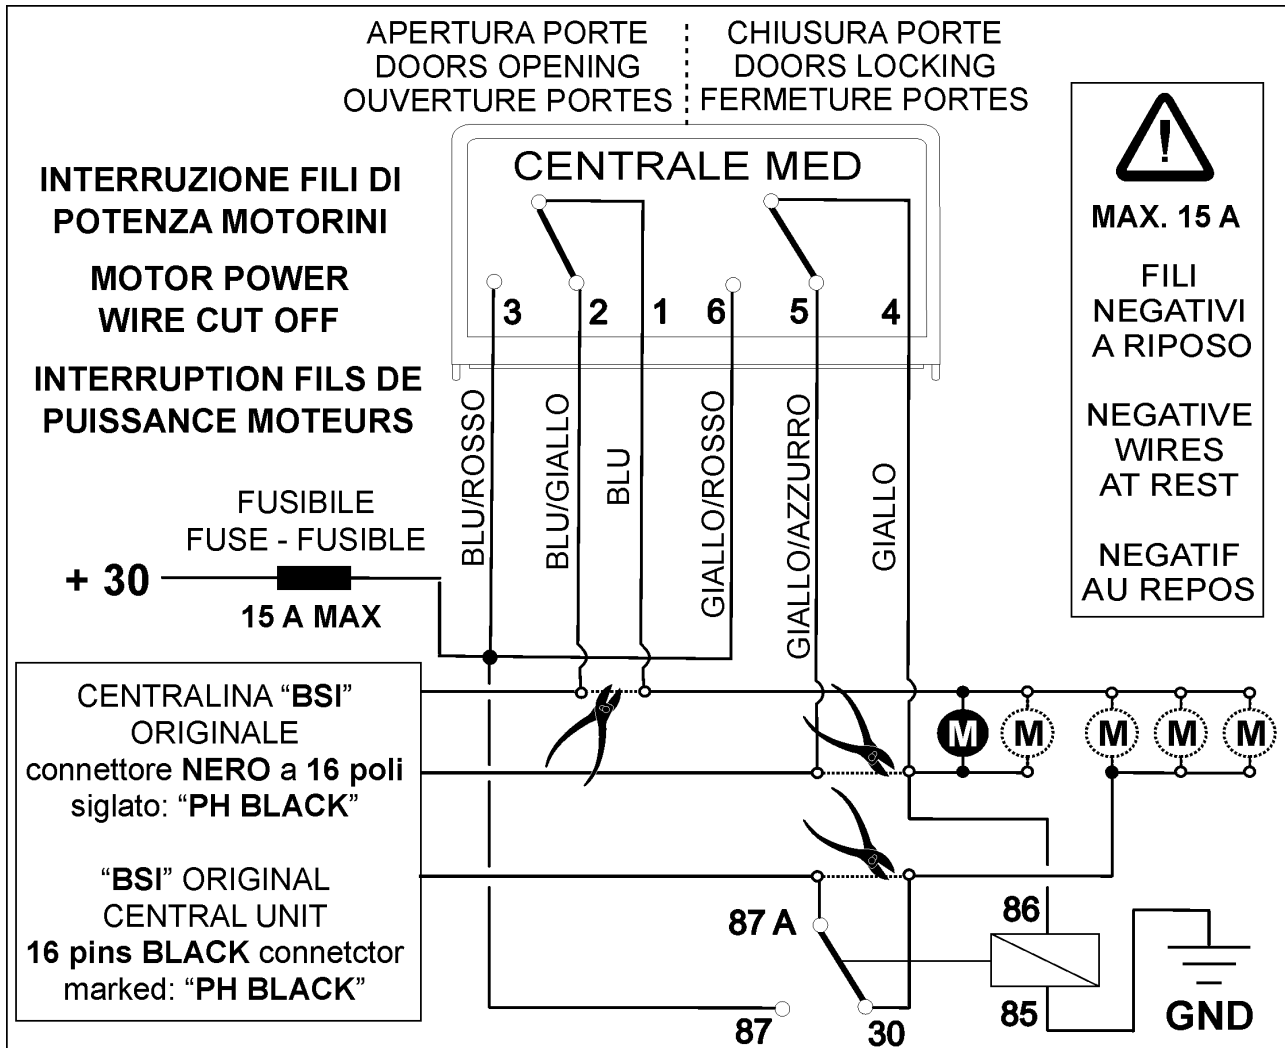 APERTURA PORTE
DOORS OPENING
OUVERTURE PORTES
CHIUSURA PORTE
DOORS LOCKING
FERMETURE PORTES
CENTRALE MED
INTERRUZIONE FILI DI
POTENZA MOTORINI
MOTOR POWER
WIRE CUT OFF
INTERRUPTION FILS DE
PUISSANCE MOTEURS
3
2
1
6
5
4
BLU/ROSSO
BLU/GIALLO
BLU
GIALLO/ROSSO
GIALLO/AZZURRO
GIALLO
!
MAX. 15 A
FILI
NEGATIVI
A RIPOSO
NEGATIVE
WIRES
AT REST
NEGATIF
AU REPOS
FUSIBILE
FUSE - FUSIBLE
+ 30
15 A MAX
CENTRALINA “BSI”
ORIGINALE
connettore NERO a 16 poli
siglato: “PH BLACK”
“BSI” ORIGINAL
CENTRAL UNIT
16 pins BLACK connetctor
marked: “PH BLACK”
M
M
M
M
M
87 A
87
30
86
85
GND